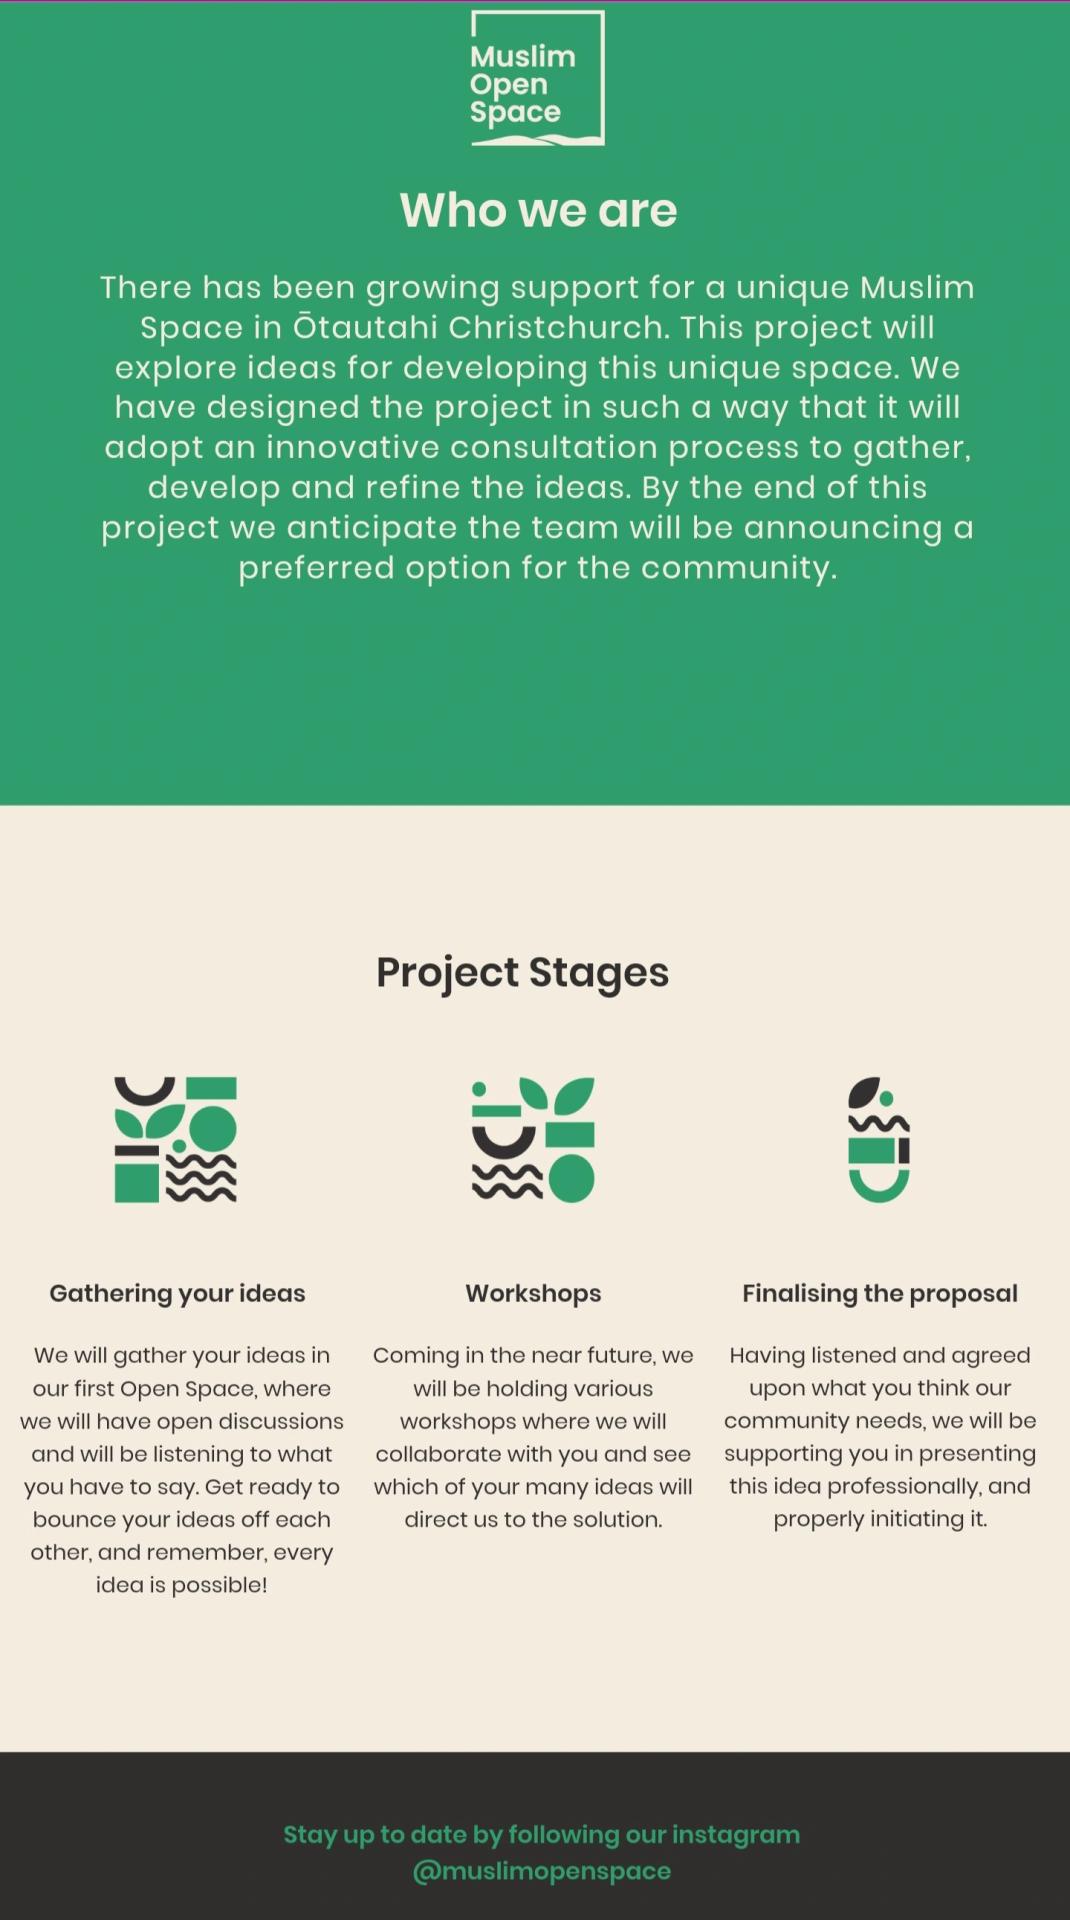 Muslim
Open
Space
Who we are
There has been growing support for a unique Muslim
Space in Ōtautahi Christchurch. This project will
explore ideas for developing this unique space. We
have designed the project in such a way that it will
adopt an innovative consultation process to gather,
develop and refine the ideas. By the end of this
project we anticipate the team will be announcing a
preferred option for the community.
Project Stages
Gathering your ideas
We will gather your ideas in
our first Open Space, where
we will have open discussions
and will be listening to what
you have to say. Get ready to
bounce your ideas off each
other, and remember, every
idea is possible!
Workshops
Coming in the near future, we
will be holding various
workshops where we will
collaborate with you and see
which of your many ideas will
direct us to the solution.
Finalising the proposal
Having listened and agreed
upon what you think our
community needs, we will be
supporting you in presenting
this idea professionally, and
properly initiating it.
Stay up to date by following our instagram
@muslimopenspace